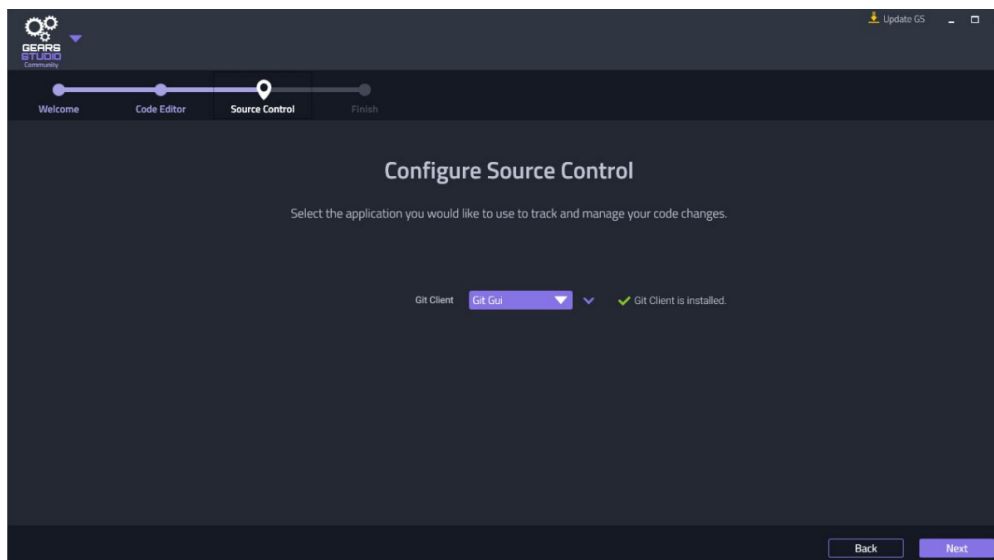 GEARS
STUDIO
Community
Update GS
Welcome
Code Editor
Source Control
Finish
Configure Source Control
Select the application you would like to use to track and manage your code changes.
Git Client
Git Gui
Git Client is installed.
Back
Next